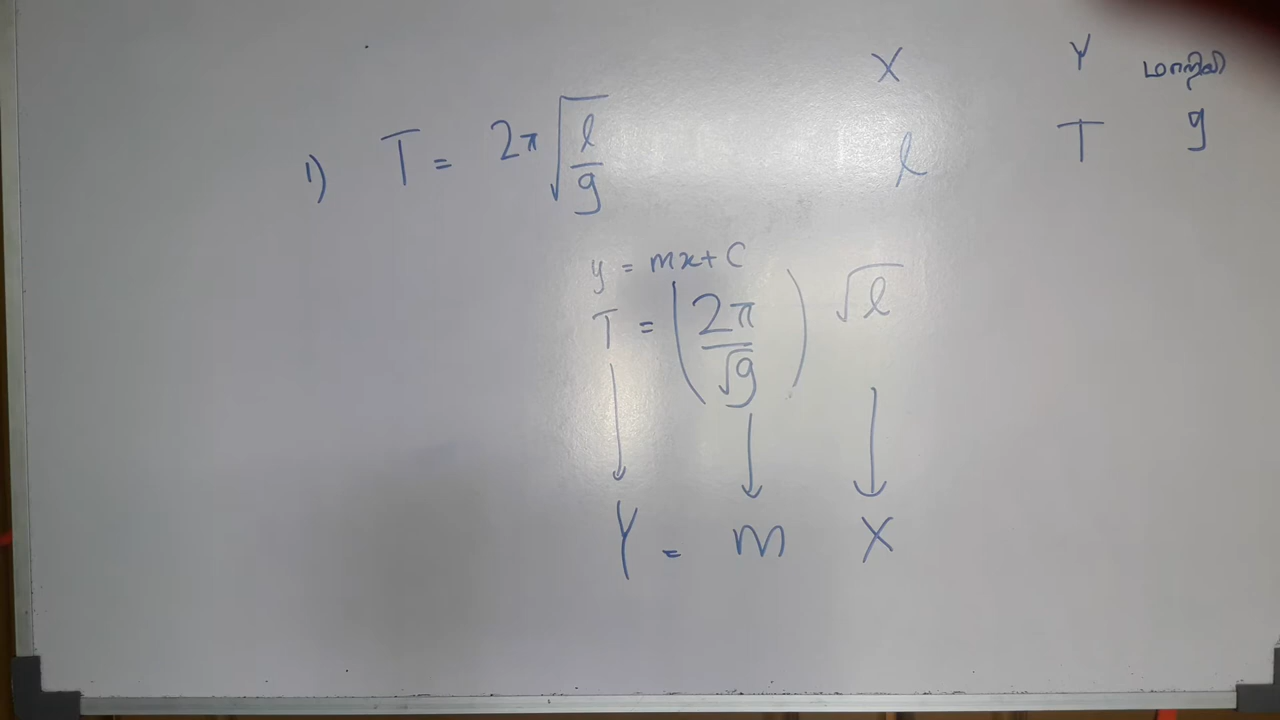 X Y மாறிலி
1) T = 2π√(l/g) l T g
y = mx + C
T = (2π/√g) √l
Y = m X